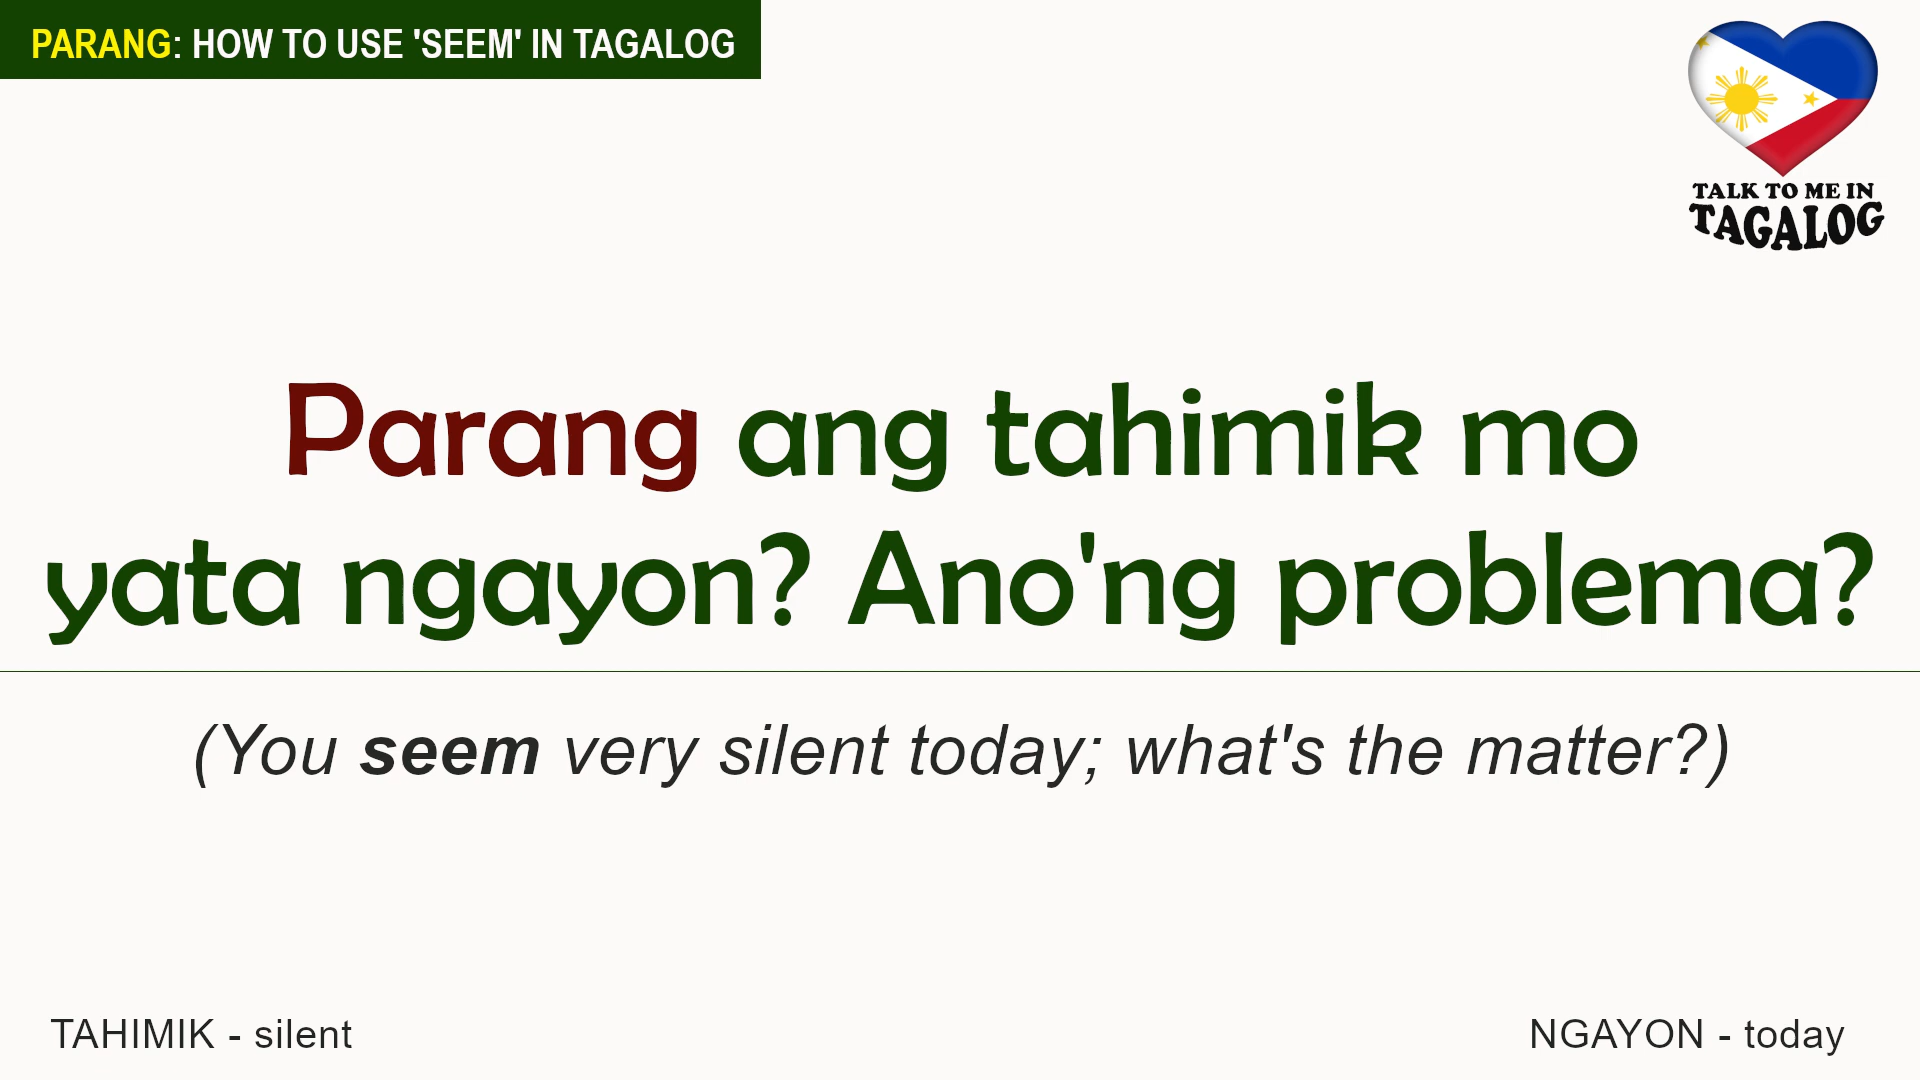 PARANG: HOW TO USE 'SEEM' IN TAGALOG
TALK TO ME IN
TAGALOG
Parang ang tahimik mo
yata ngayon? Ano'ng problema?
(You seem very silent today; what's the matter?)
TAHIMIK - silent
NGAYON - today